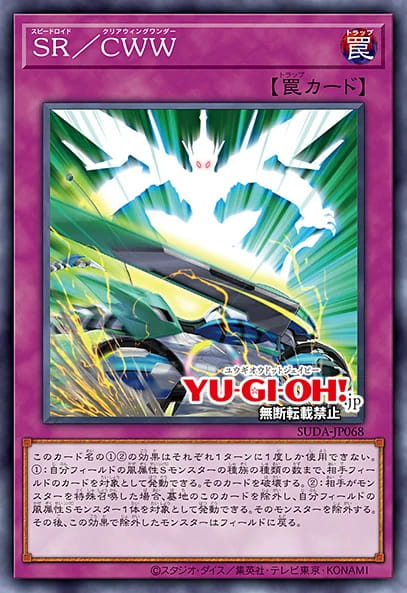 スピードロイド クリアウィングワンダー
SR／CWW
トラップ
罠
トラップ
【罠カード】
ユウギオウドットジェイピー
YU-GI-OH!.jp
無断転載禁止
SUDA-JP068
このカード名の①②の効果はそれぞれ1ターンに1度しか使用できない。
①：自分フィールドの風属性Sモンスターの種族の種類の数まで、相手フィー
ルドのカードを対象として発動できる。そのカードを破壊する。②：相手がモン
スターを特殊召喚した場合、墓地のこのカードを除外し、自分フィールドの
風属性Sモンスター1体を対象として発動できる。そのモンスターを除外する。
その後、この効果で除外したモンスターはフィールドに戻る。
©スタジオ・ダイス／集英社・テレビ東京・KONAMI